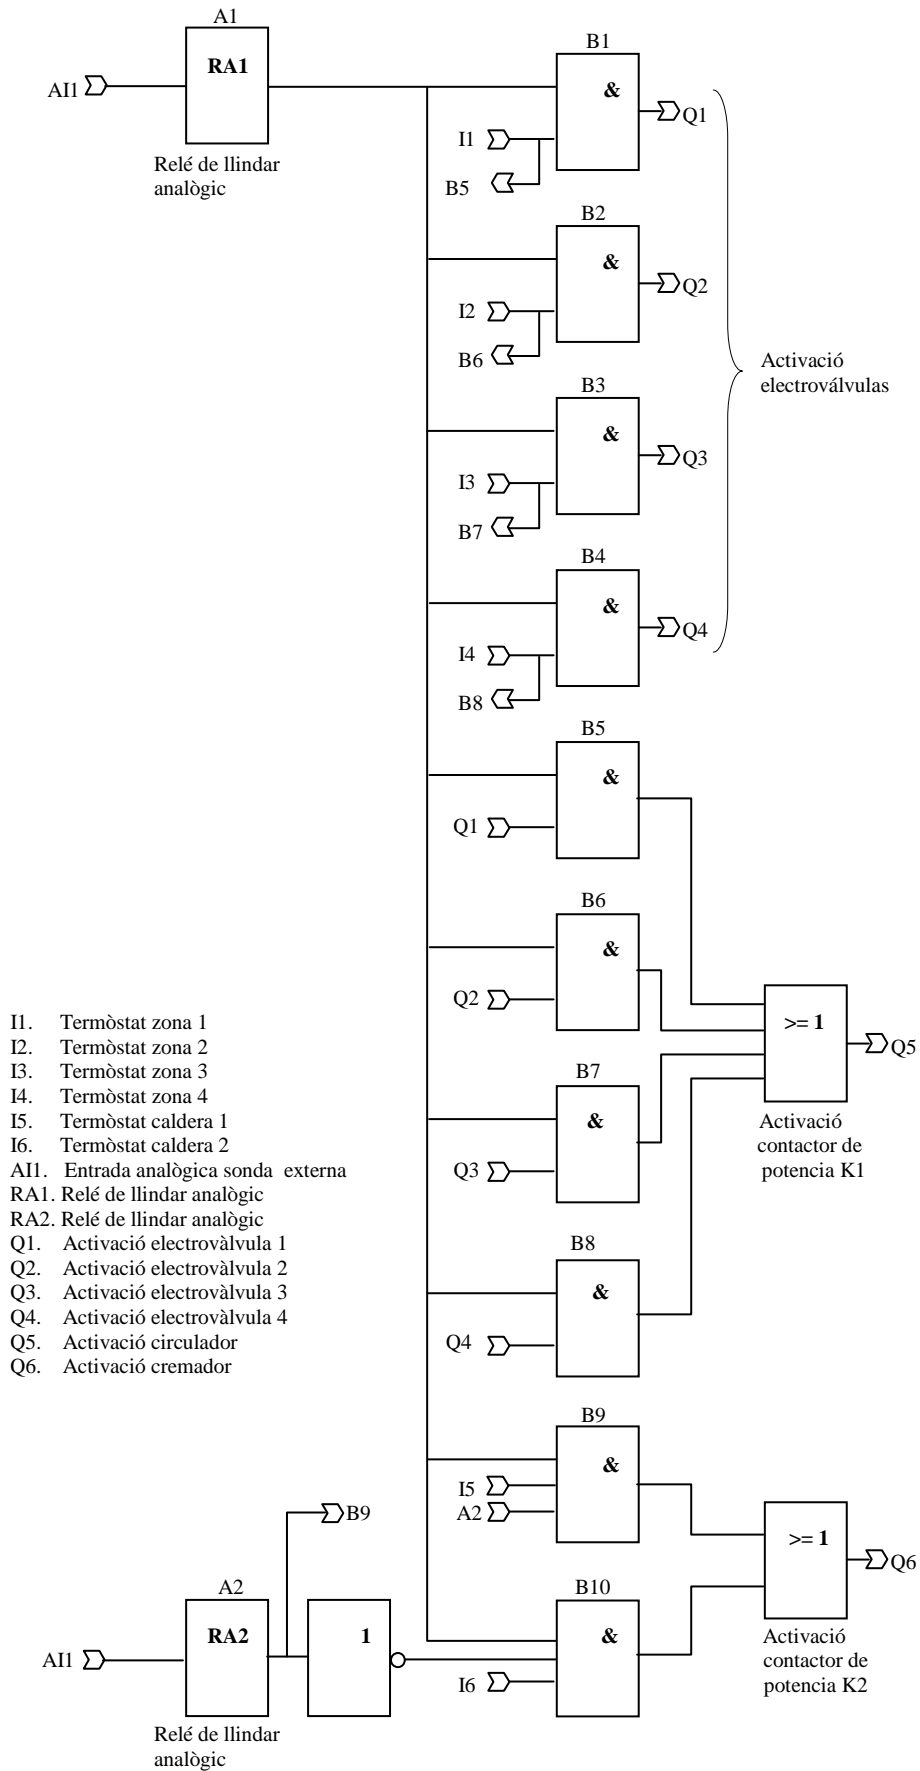 A1
RA1
AI1
Relé de llindar
analògic
B1
&
I1
B5
Q1
B2
&
I2
B6
Q2
B3
&
I3
B7
Q3
B4
&
I4
B8
Q4
Activació
electroválvulas
B5
&
Q1
B6
&
Q2
B7
&
Q3
B8
&
Q4
>= 1
Q5
Activació
contactor de
potencia K1
I1. Termòstat zona 1
I2. Termòstat zona 2
I3. Termòstat zona 3
I4. Termòstat zona 4
I5. Termòstat caldera 1
I6. Termòstat caldera 2
AI1. Entrada analògica sonda externa
RA1. Relé de llindar analògic
RA2. Relé de llindar analògic
Q1. Activació electrovàlvula 1
Q2. Activació electrovàlvula 2
Q3. Activació electrovàlvula 3
Q4. Activació electrovàlvula 4
Q5. Activació circulador
Q6. Activació cremador
B9
&
I5
A2
B9
>= 1
Q6
Activació
contactor de
potencia K2
A2
RA2
AI1
1
B10
&
I6
Relé de llindar
analògic